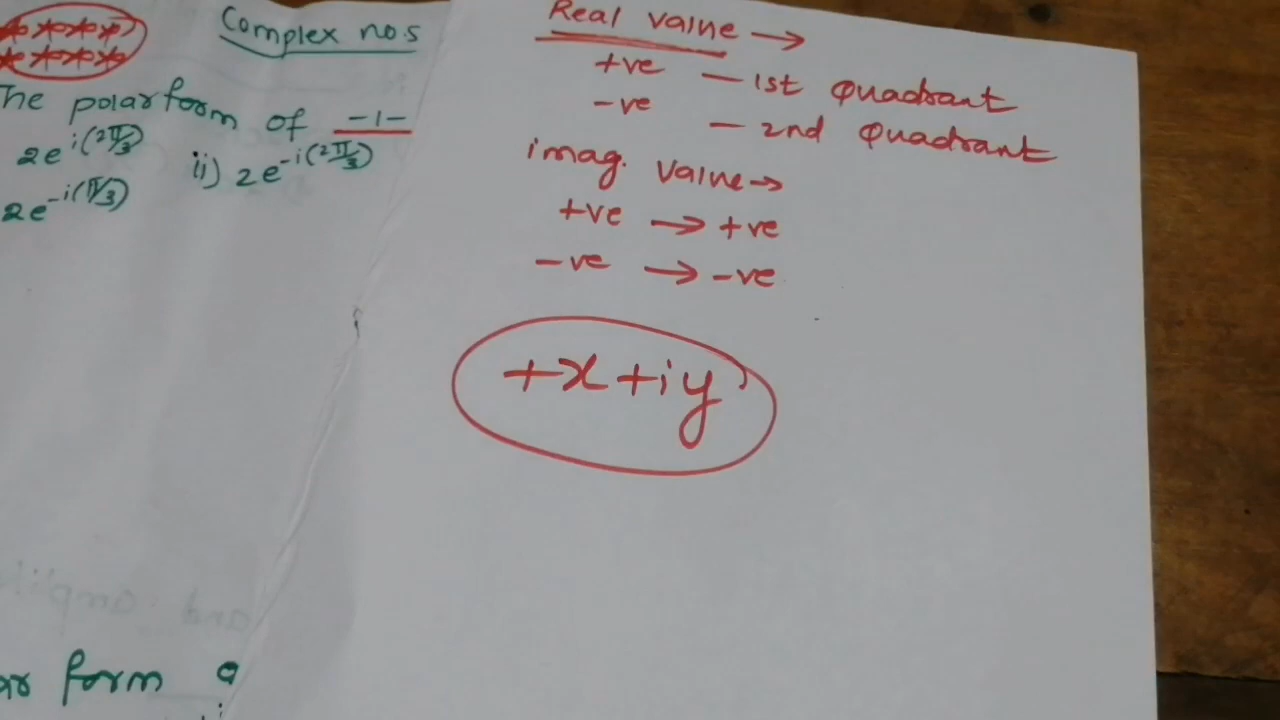 Complex no.s
The polar form of -1-
2e^i(2π/3) ii) 2e^-i(2π/3)
2e^-i(π/3)
Real value →
+ve — 1st Quadrant
-ve — 2nd Quadrant
imag. value →
+ve → +ve
-ve → -ve
+x+iy
form